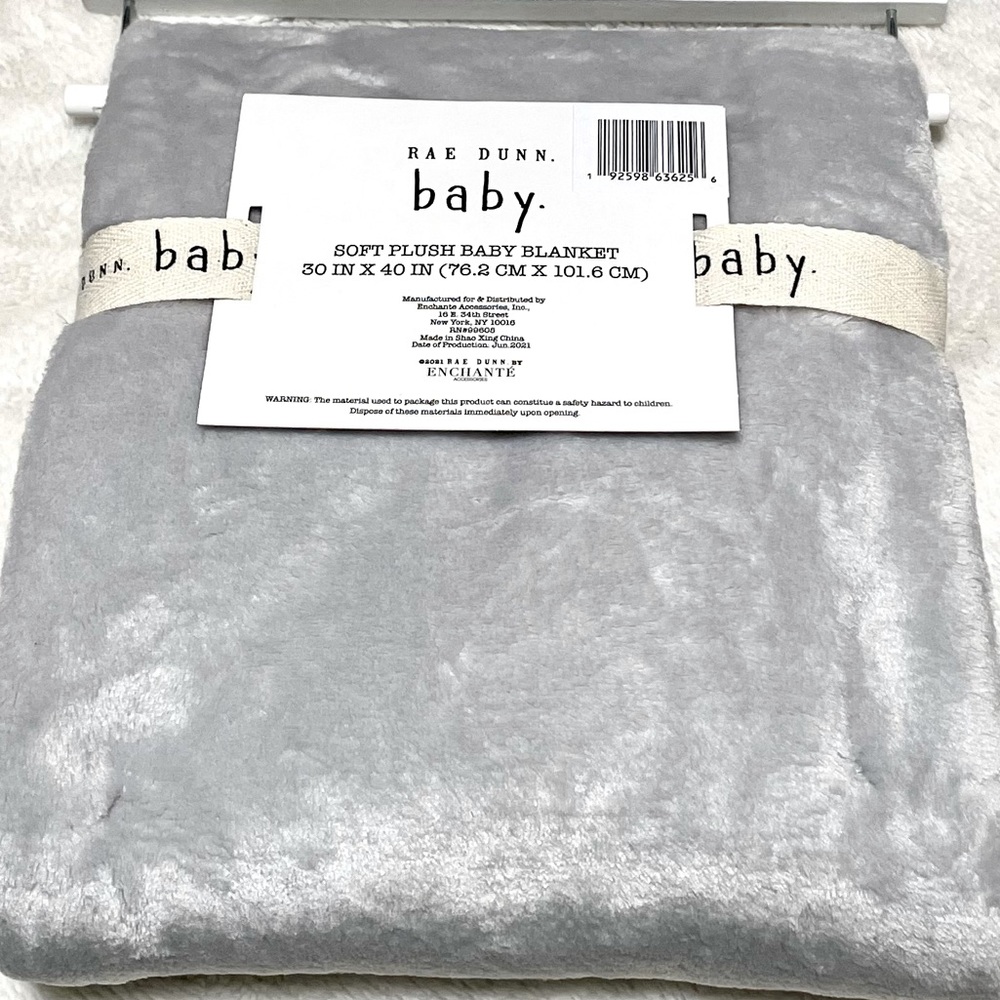 RAE DUNN.
baby.
1 92598 63625 6
DUNN. bab
baby.
SOFT PLUSH BABY BLANKET
30 IN X 40 IN (76.2 CM X 101.6 CM)
Manufactured for & Distributed by
Enchante Accessories, Inc.,
16 E. 34th Street
New York, NY 10016
RN#99608
Made in Shao Xing China
Date of Production: Jun.2021
©2021 RAE DUNN BY
ENCHANTÉ
ACCESSORIES
WARNING: The material used to package this product can constitute a safety hazard to children.
Dispose of these materials immediately upon opening.